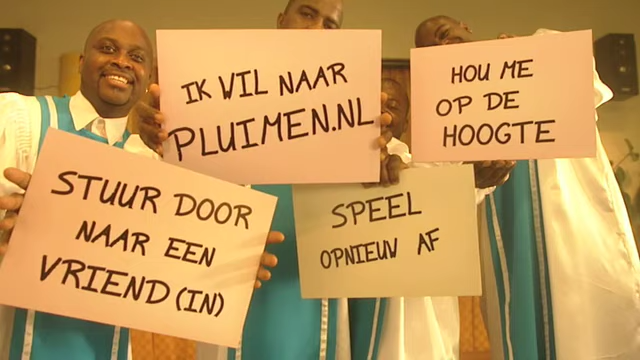 IK WIL NAAR
PLUIMEN.NL
HOU ME
OP DE
HOOGTE
STUUR DOOR
NAAR EEN
VRIEND(IN)
SPEEL
OPNIEUW AF